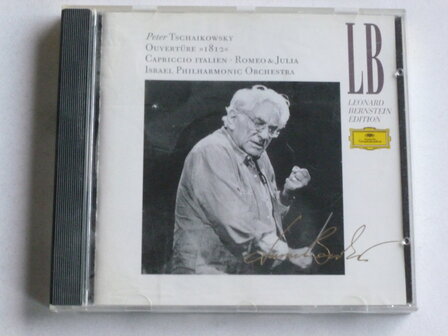 Peter Tschaikowsky
Ouvertüre »1812«
Capriccio italien · Romeo & Julia
Israel Philharmonic Orchestra
LB
Leonard
Bernstein
Edition